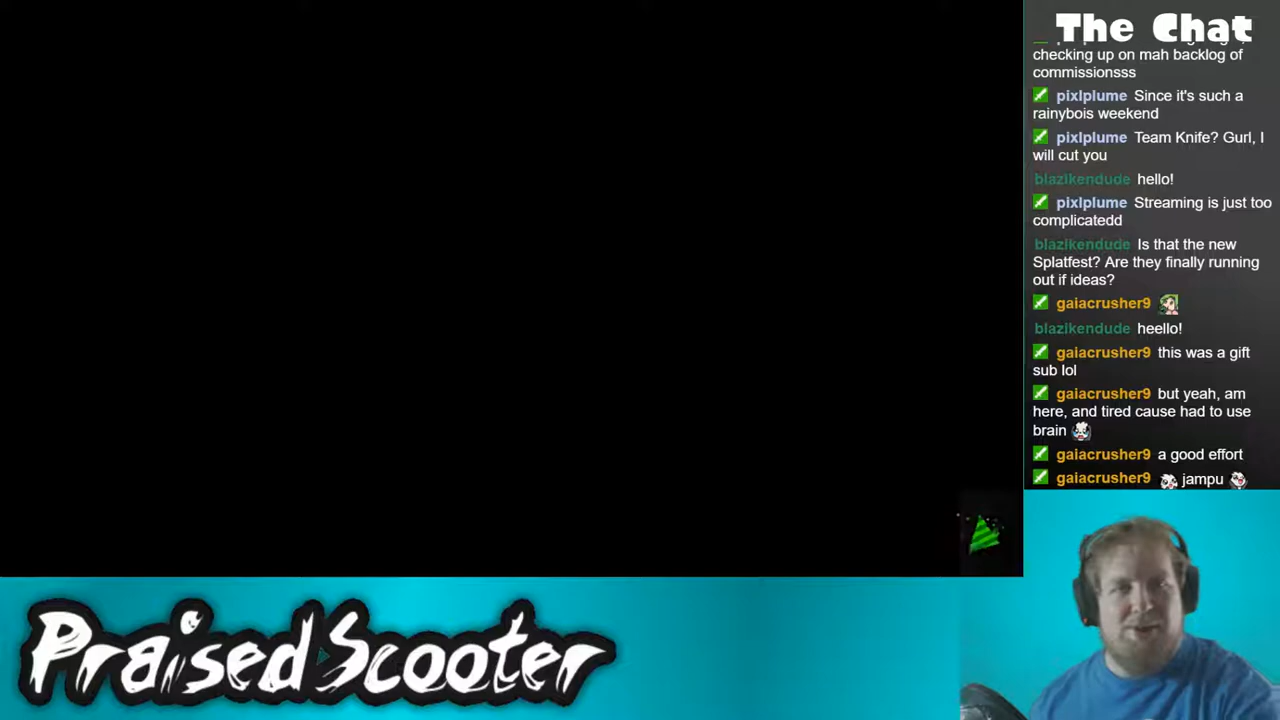 The Chat
checking up on mah backlog of
commissionsss
pixlplume Since it's such a
rainybois weekend
pixlplume Team Knife? Gurl, I
will cut you
blazikendude hello!
pixlplume Streaming is just too
complicatedd
blazikendude Is that the new
Splatfest? Are they finally running
out if ideas?
gaiacrusher9
blazikendude heello!
gaiacrusher9 this was a gift
sub lol
gaiacrusher9 but yeah, am
here, and tired cause had to use
brain
gaiacrusher9 a good effort
gaiacrusher9 jampu
PraisedScooter